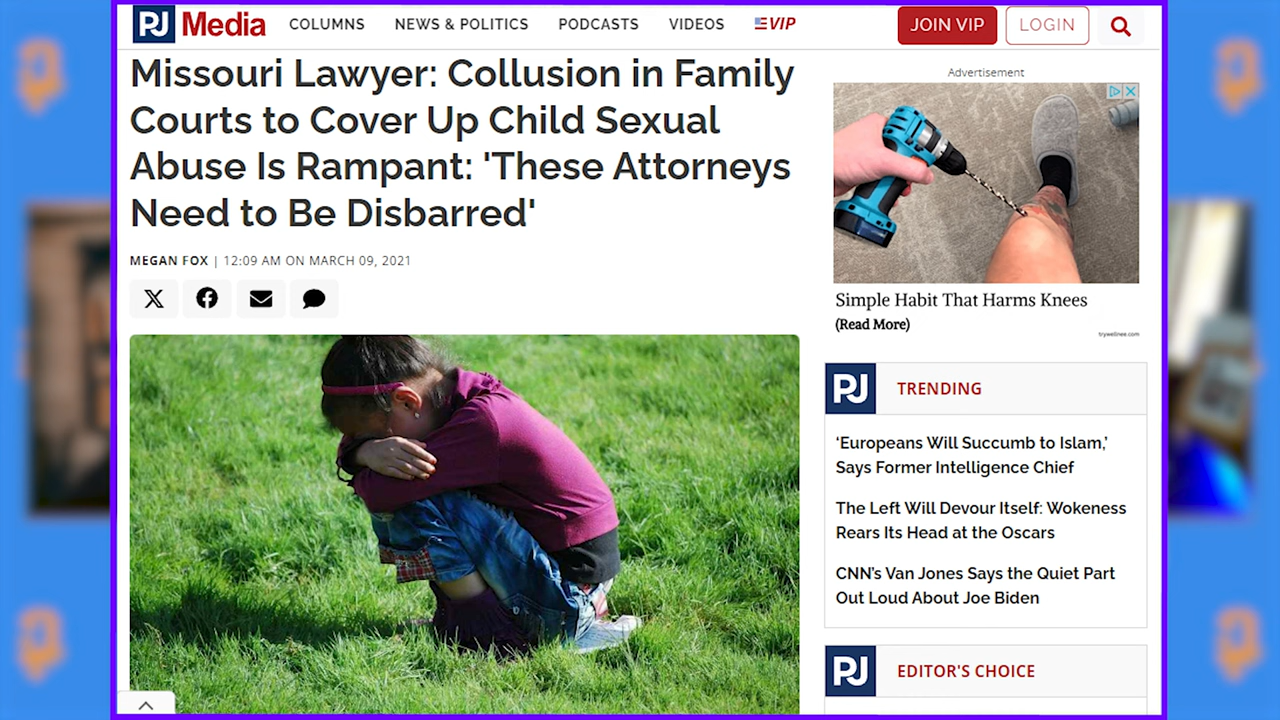 PJ Media
COLUMNS
NEWS & POLITICS
PODCASTS
VIDEOS
VIP
JOIN VIP
LOGIN
Missouri Lawyer: Collusion in Family
Courts to Cover Up Child Sexual
Abuse Is Rampant: 'These Attorneys
Need to Be Disbarred'
MEGAN FOX | 12:09 AM ON MARCH 09, 2021
Advertisement
Simple Habit That Harms Knees
(Read More)
trywellnee.com
PJ TRENDING
‘Europeans Will Succumb to Islam,’
Says Former Intelligence Chief
The Left Will Devour Itself: Wokeness
Rears Its Head at the Oscars
CNN’s Van Jones Says the Quiet Part
Out Loud About Joe Biden
PJ EDITOR'S CHOICE